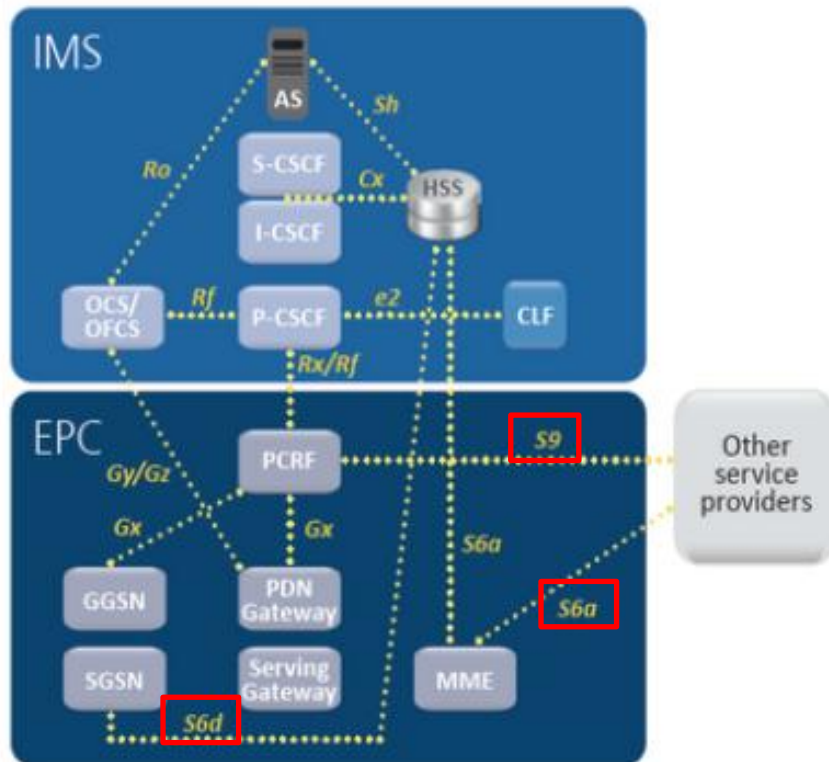 IMS
AS
Sh
Ro
S-CSCF
Cx
HSS
I-CSCF
OCS/
OFCS
Rf
P-CSCF
e2
CLF
Rx/Rf
EPC
PCRF
S9
Other
service
providers
Gy/Gz
Gx
Gx
S6a
GGSN
PDN
Gateway
S6a
SGSN
Serving
Gateway
MME
S6d